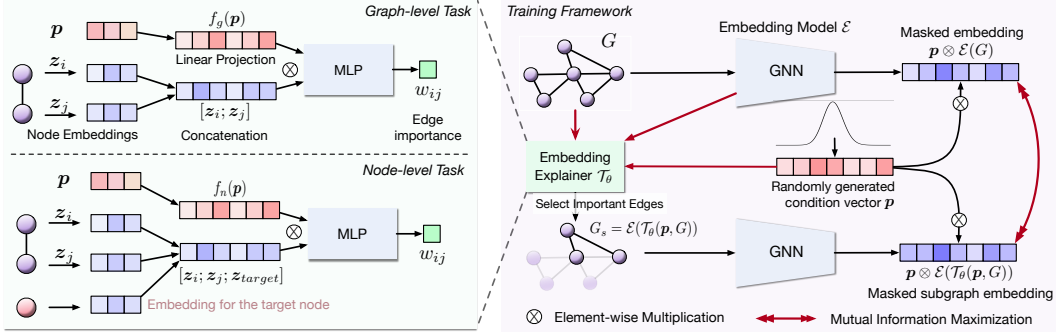 Graph-level Task
p
f_g(p)
Linear Projection
z_i
z_j
[z_i; z_j]
Node Embeddings
Concatenation
⊗
MLP
w_ij
Edge
importance
Node-level Task
p
f_n(p)
z_i
z_j
[z_i; z_j; z_target]
⊗
MLP
w_ij
Embedding for the target node
Training Framework
G
Embedding Model ℰ
GNN
Masked embedding
p ⊗ ℰ(G)
⊗
Embedding
Explainer 𝒯_θ
Randomly generated
condition vector p
Select Important Edges
G_s = ℰ(𝒯_θ(p, G))
GNN
⊗
p ⊗ ℰ(𝒯_θ(p, G))
Masked subgraph embedding
⊗ Element-wise Multiplication
Mutual Information Maximization